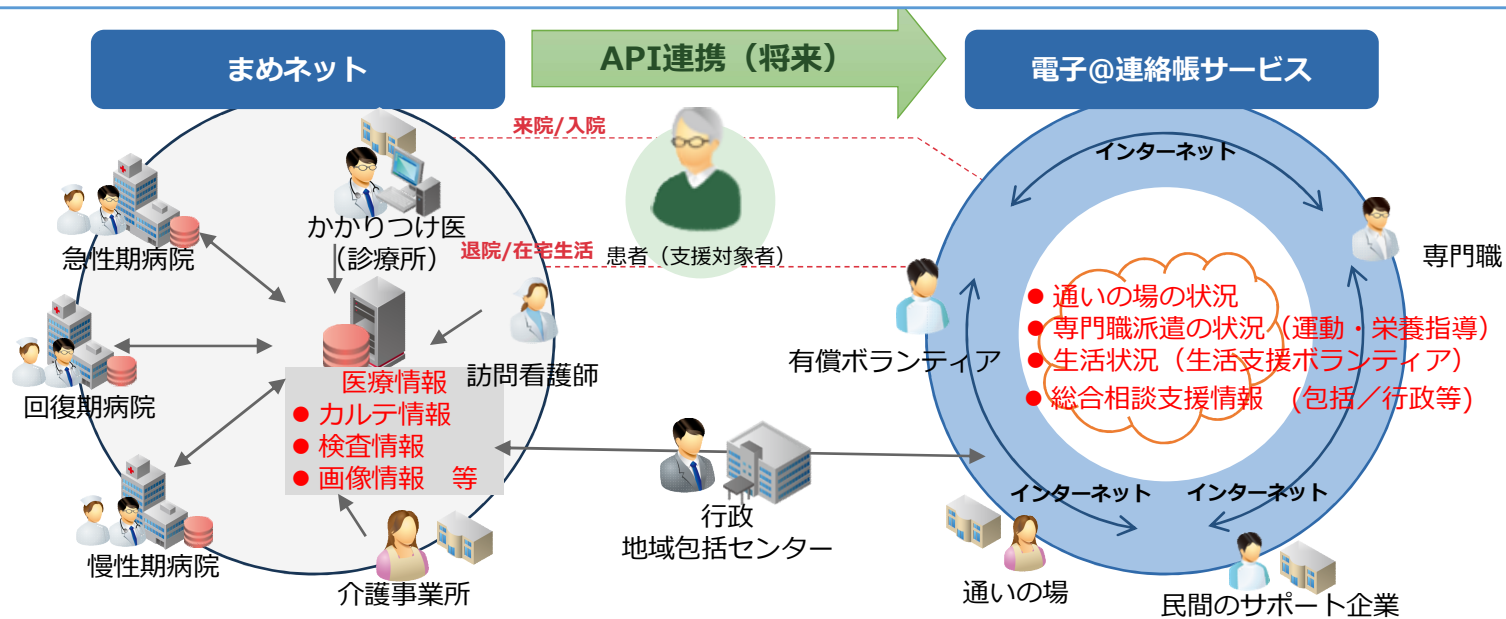 まめネット
API連携（将来）
電子@連絡帳サービス
来院/入院
インターネット
かかりつけ医
（診療所）
急性期病院
退院/在宅生活
患者（支援対象者）
専門職
● 通いの場の状況
● 専門職派遣の状況（運動・栄養指導）
● 生活状況（生活支援ボランティア）
● 総合相談支援情報　(包括／行政等)
有償ボランティア
訪問看護師
回復期病院
医療情報
● カルテ情報
● 検査情報
● 画像情報　等
インターネット
インターネット
行政
地域包括センター
慢性期病院
介護事業所
通いの場
民間のサポート企業